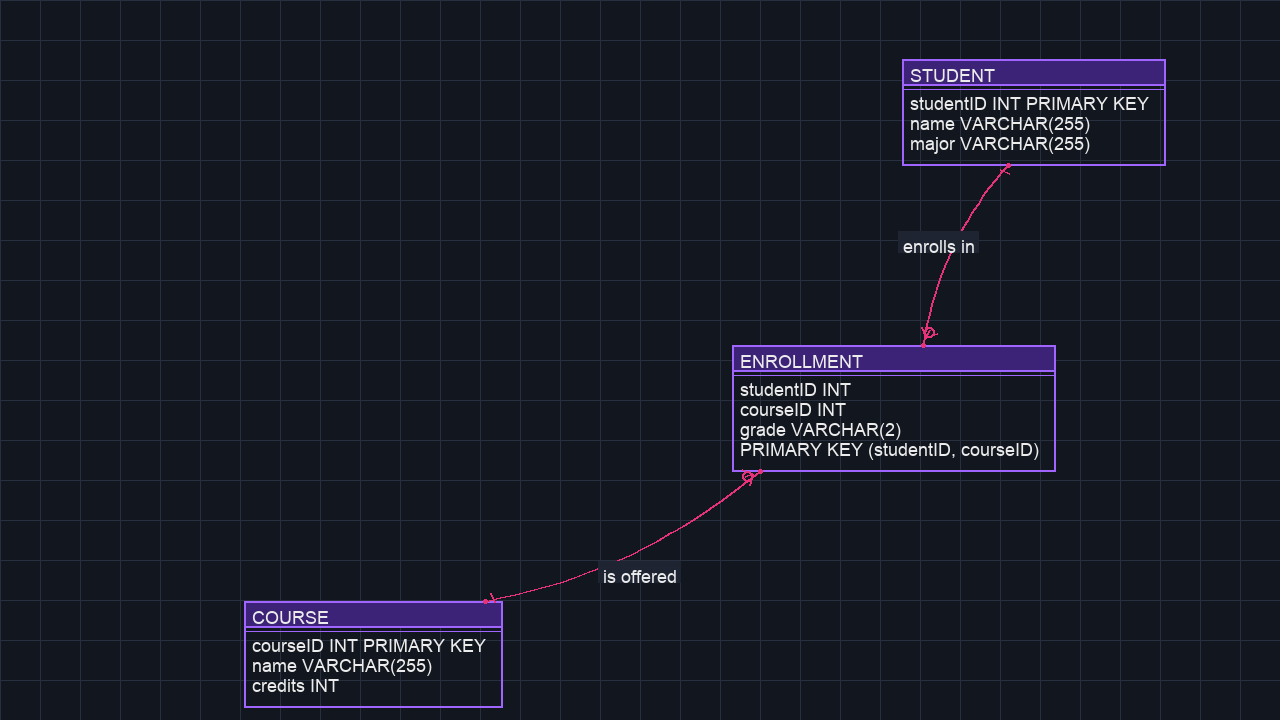 STUDENT
studentID INT PRIMARY KEY
name VARCHAR(255)
major VARCHAR(255)
enrolls in
ENROLLMENT
studentID INT
courseID INT
grade VARCHAR(2)
PRIMARY KEY (studentID, courseID)
is offered
COURSE
courseID INT PRIMARY KEY
name VARCHAR(255)
credits INT